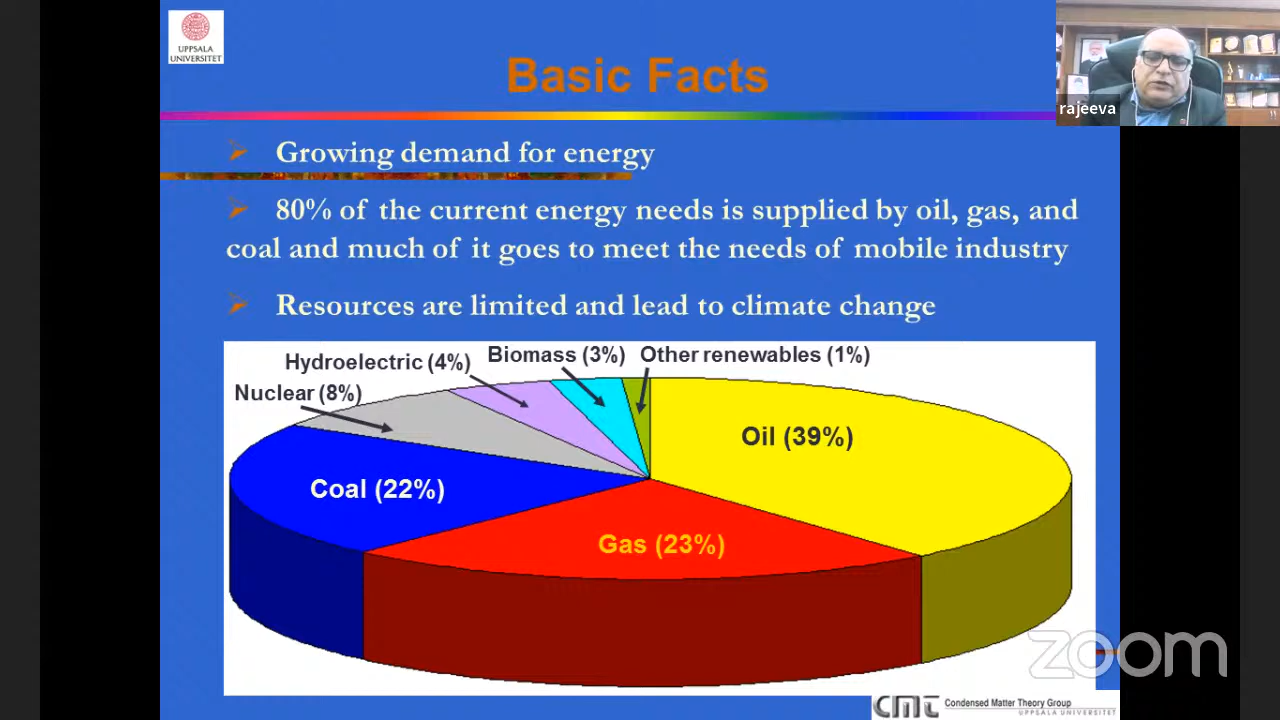 UPPSALA
UNIVERSITET
Basic Facts
rajeeva
Growing demand for energy
80% of the current energy needs is supplied by oil, gas, and
coal and much of it goes to meet the needs of mobile industry
Resources are limited and lead to climate change
Hydroelectric (4%)
Biomass (3%)
Other renewables (1%)
Nuclear (8%)
Oil (39%)
Coal (22%)
Gas (23%)
zoom
CMT
Condensed Matter Theory Group
UPPSALA UNIVERSITET